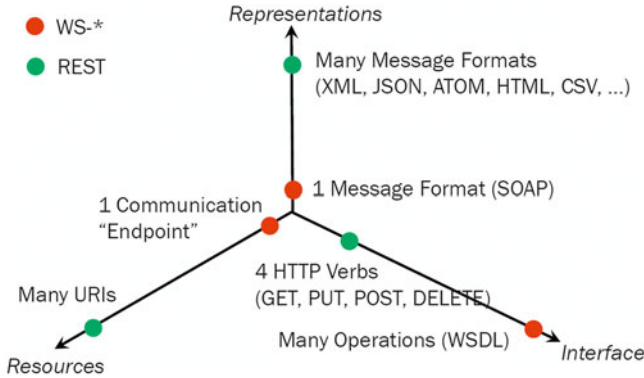 Representations
WS-*
REST
Many Message Formats
(XML, JSON, ATOM, HTML, CSV, ...)
1 Message Format (SOAP)
1 Communication
“Endpoint”
4 HTTP Verbs
(GET, PUT, POST, DELETE)
Many URIs
Many Operations (WSDL)
Resources
Interface